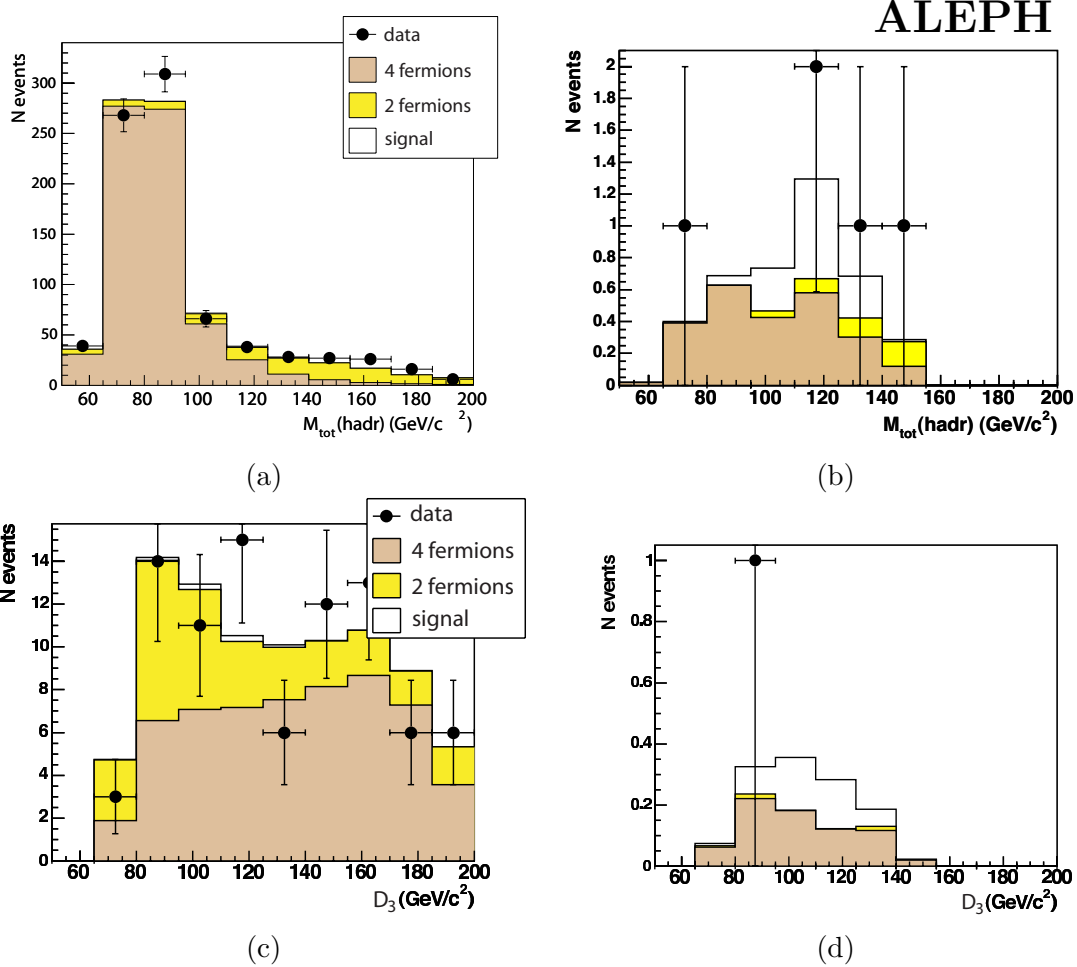 ALEPH
N events
300
250
200
150
100
50
0
60 80 100 120 140 160 180 200
M_tot(hadr) (GeV/c ²)
data
4 fermions
2 fermions
signal
(a)
N events
2
1.8
1.6
1.4
1.2
1
0.8
0.6
0.4
0.2
0
60 80 100 120 140 160 180 200
M_tot(hadr) (GeV/c²)
(b)
N events
14
12
10
8
6
4
2
0
60 80 100 120 140 160 180 200
D₃(GeV/c²)
data
4 fermions
2 fermions
signal
(c)
N events
1
0.8
0.6
0.4
0.2
0
60 80 100 120 140 160 180 200
D₃(GeV/c²)
(d)